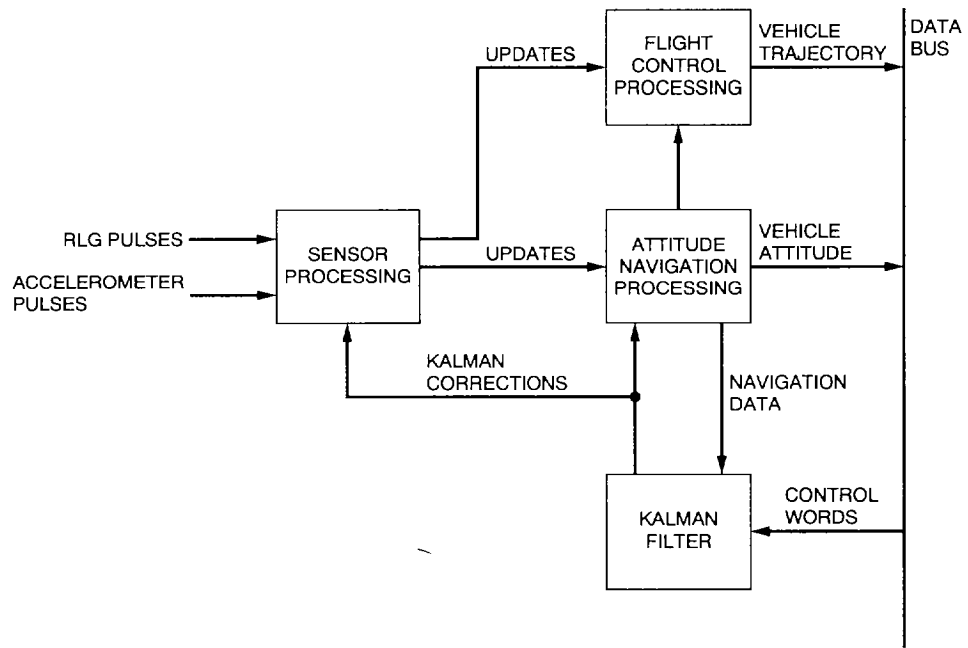 UPDATES
FLIGHT
CONTROL
PROCESSING
VEHICLE
TRAJECTORY
DATA
BUS
RLG PULSES
ACCELEROMETER
PULSES
SENSOR
PROCESSING
UPDATES
ATTITUDE
NAVIGATION
PROCESSING
VEHICLE
ATTITUDE
KALMAN
CORRECTIONS
NAVIGATION
DATA
KALMAN
FILTER
CONTROL
WORDS